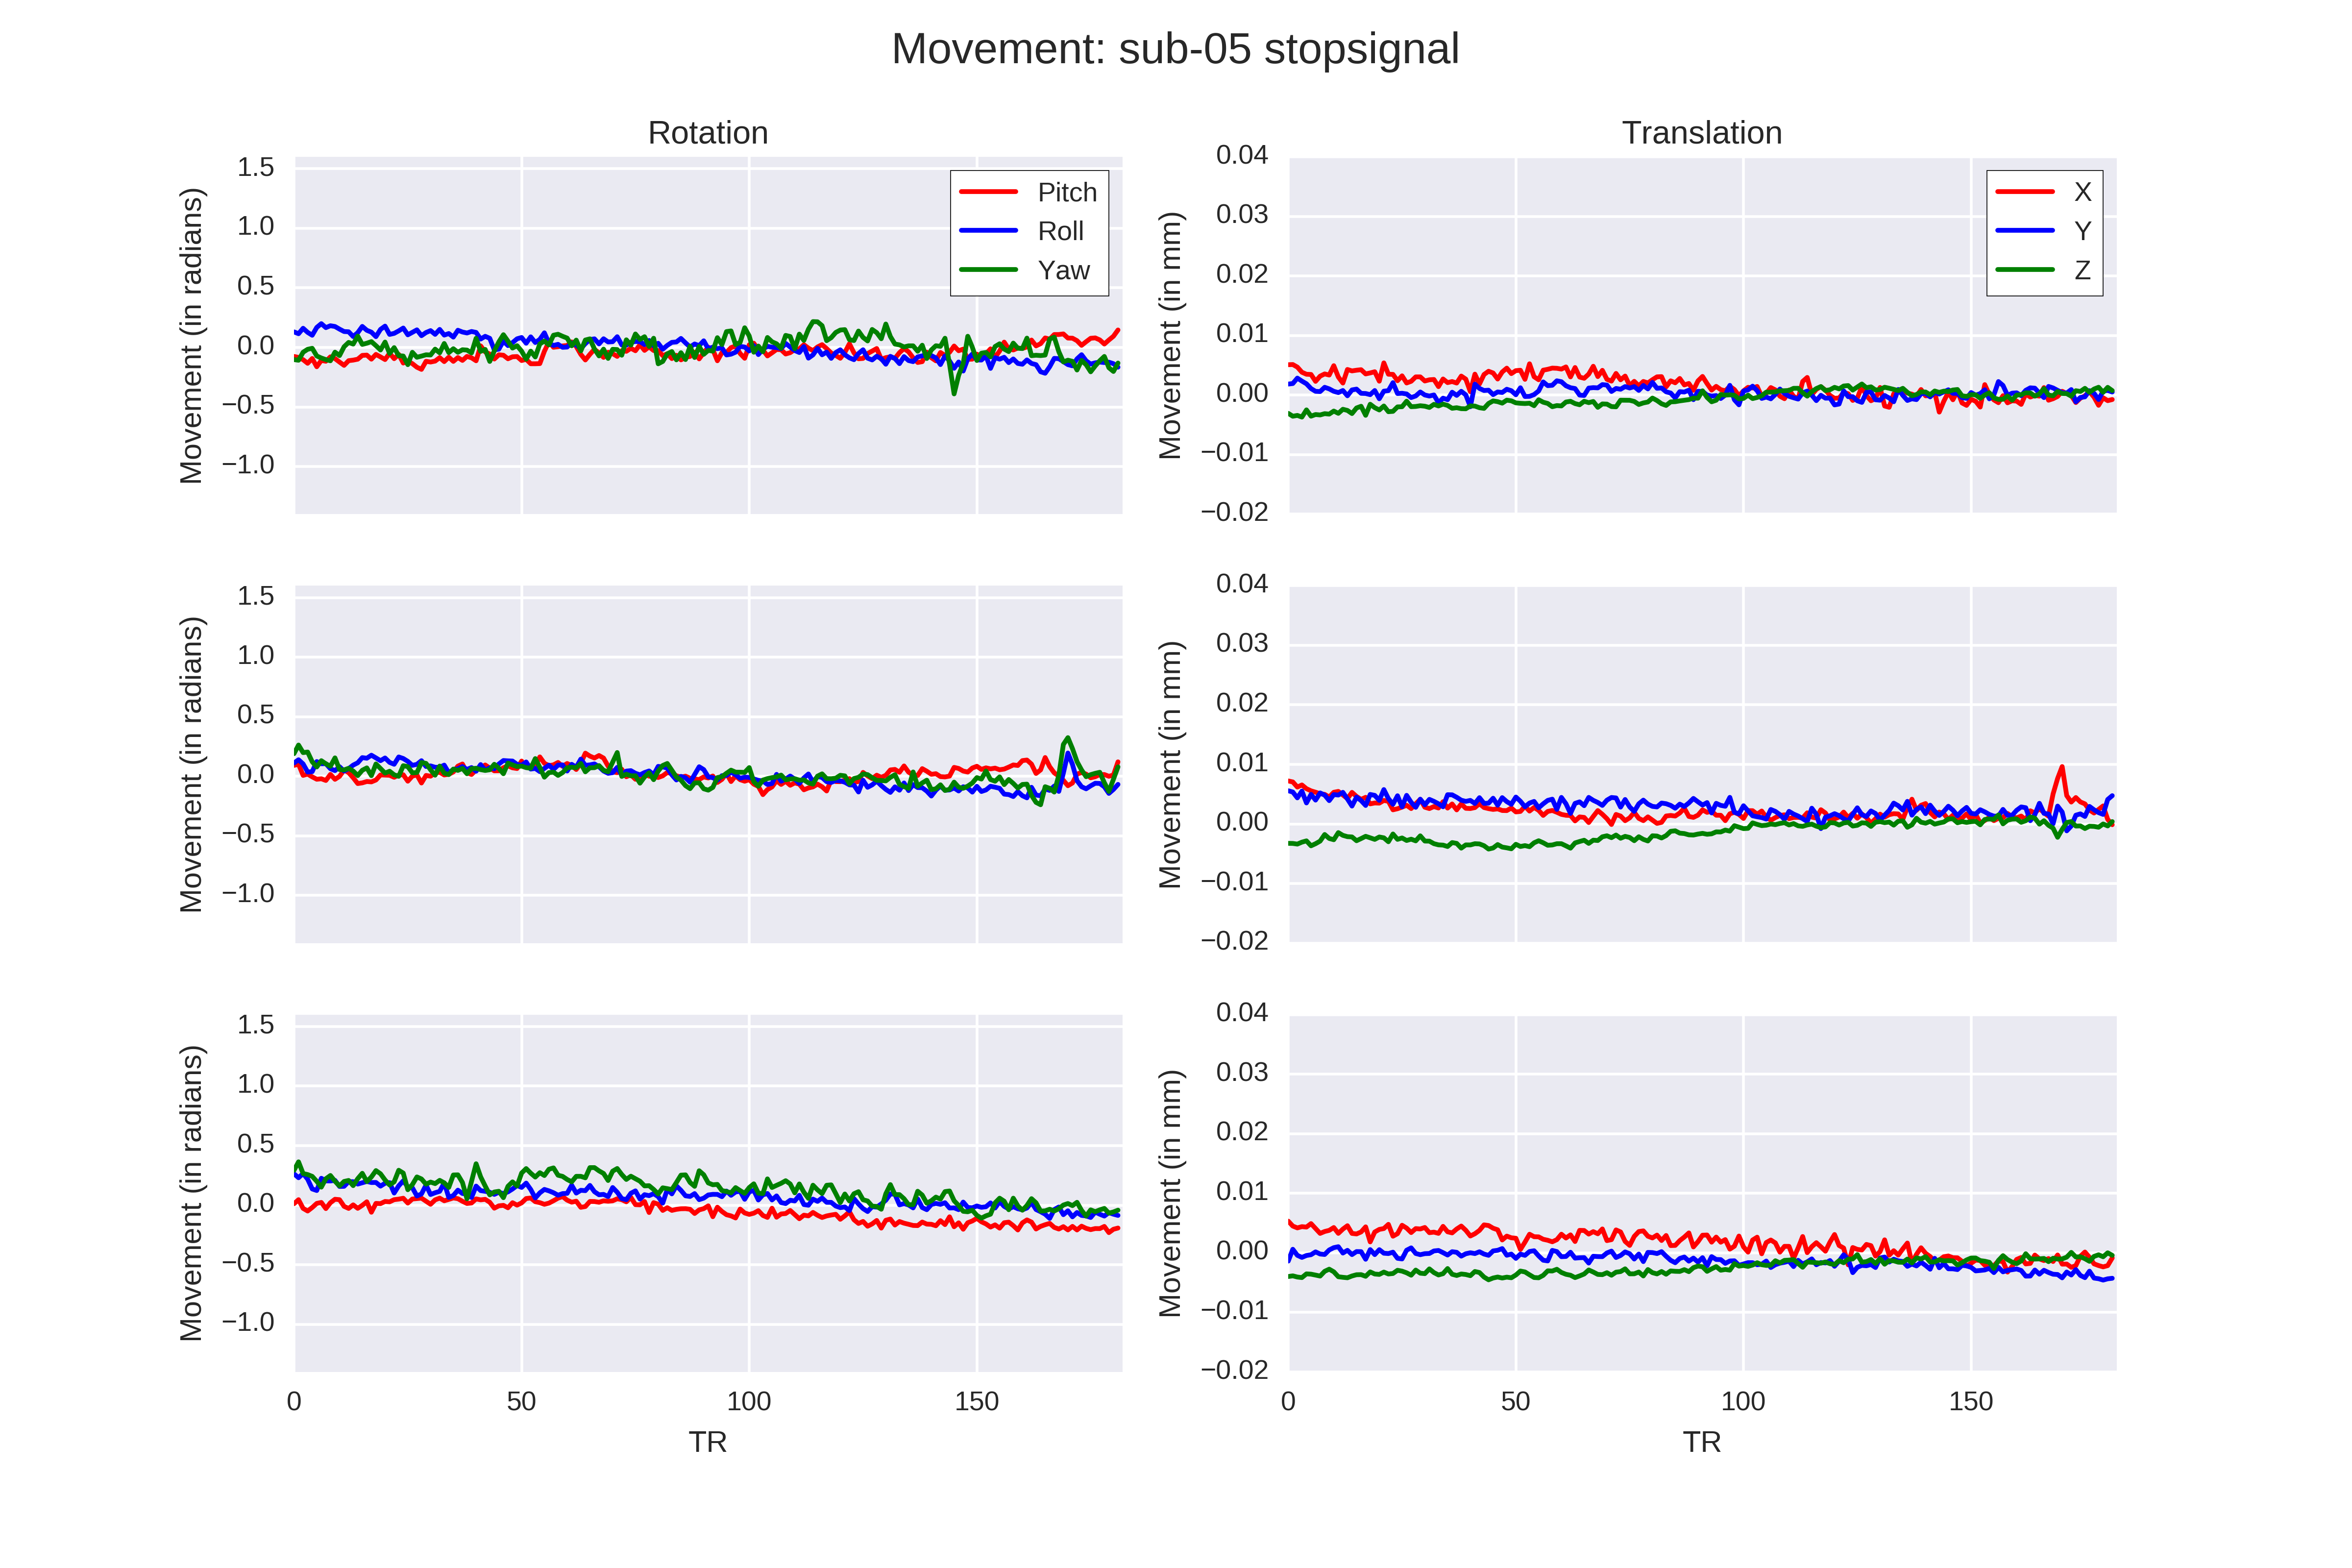 Movement: sub-05 stopsignal
Rotation
Translation
Movement (in radians)
1.5
1.0
0.5
0.0
−0.5
−1.0
Pitch
Roll
Yaw
Movement (in mm)
0.04
0.03
0.02
0.01
0.00
−0.01
−0.02
X
Y
Z
Movement (in radians)
1.5
1.0
0.5
0.0
−0.5
−1.0
Movement (in mm)
0.04
0.03
0.02
0.01
0.00
−0.01
−0.02
Movement (in radians)
1.5
1.0
0.5
0.0
−0.5
−1.0
0 50 100 150
TR
Movement (in mm)
0.04
0.03
0.02
0.01
0.00
−0.01
−0.02
0 50 100 150
TR